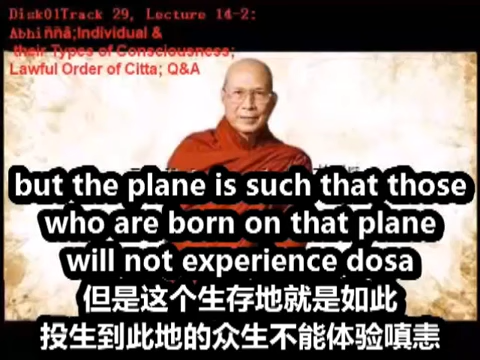 Disk01Track 29, Lecture 14-2:
Abhiññā;Individual &
their Types of Consciousness;
Lawful Order of Citta; Q&A
but the plane is such that those
who are born on that plane
will not experience dosa
但是这个生存地就是如此
投生到此地的众生不能体验嗔恚